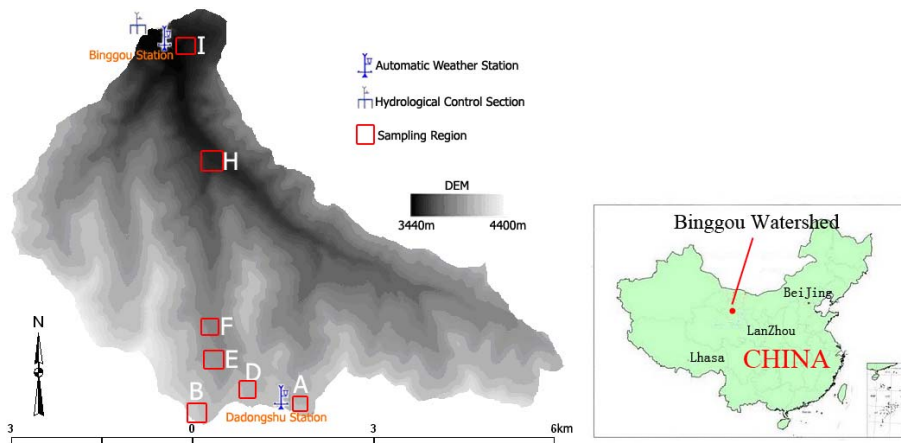 I
Binggou Station
Automatic Weather Station
Hydrological Control Section
Sampling Region
H
DEM
3440m 4400m
Binggou Watershed
BeiJing
LanZhou
Lhasa
CHINA
N
F
E
D
B
A
Dadongshu Station
3 0 3 6km